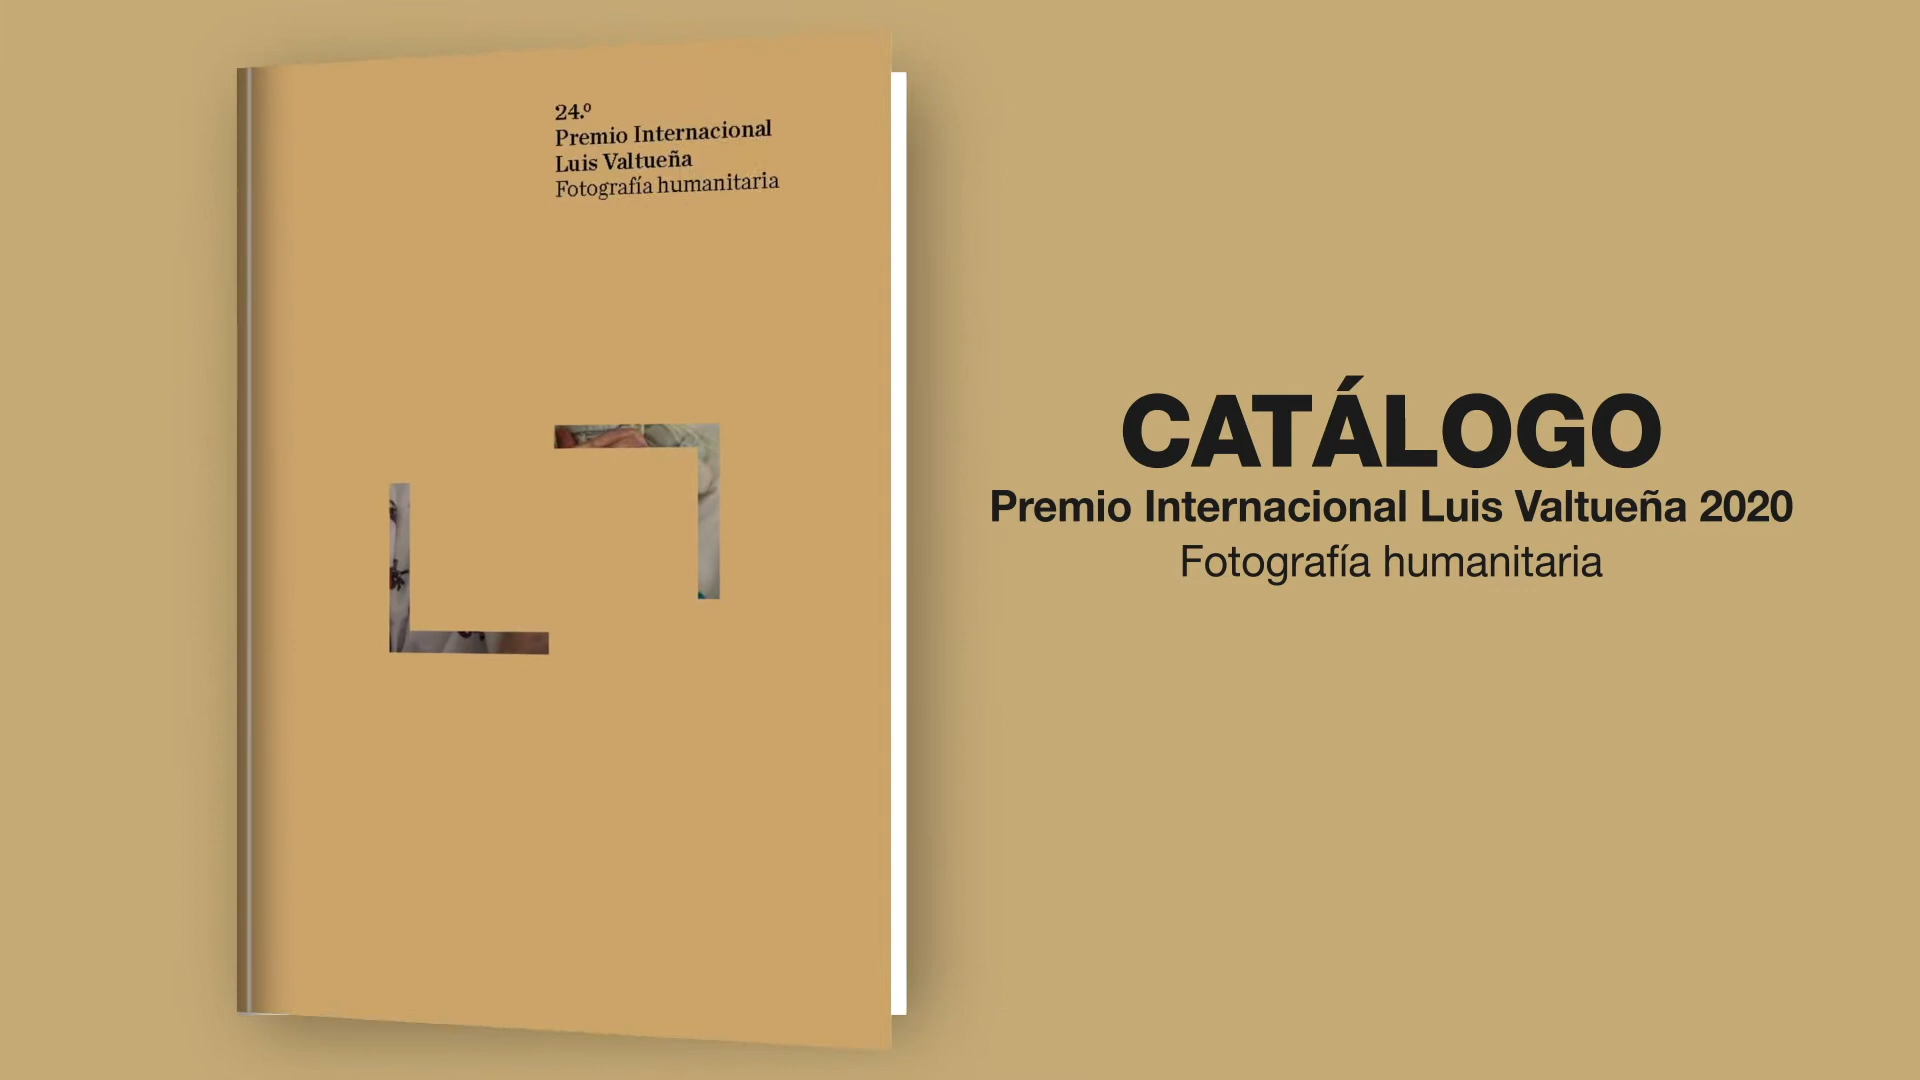 24.º
Premio Internacional
Luis Valtueña
Fotografía humanitaria
CATÁLOGO
Premio Internacional Luis Valtueña 2020
Fotografía humanitaria